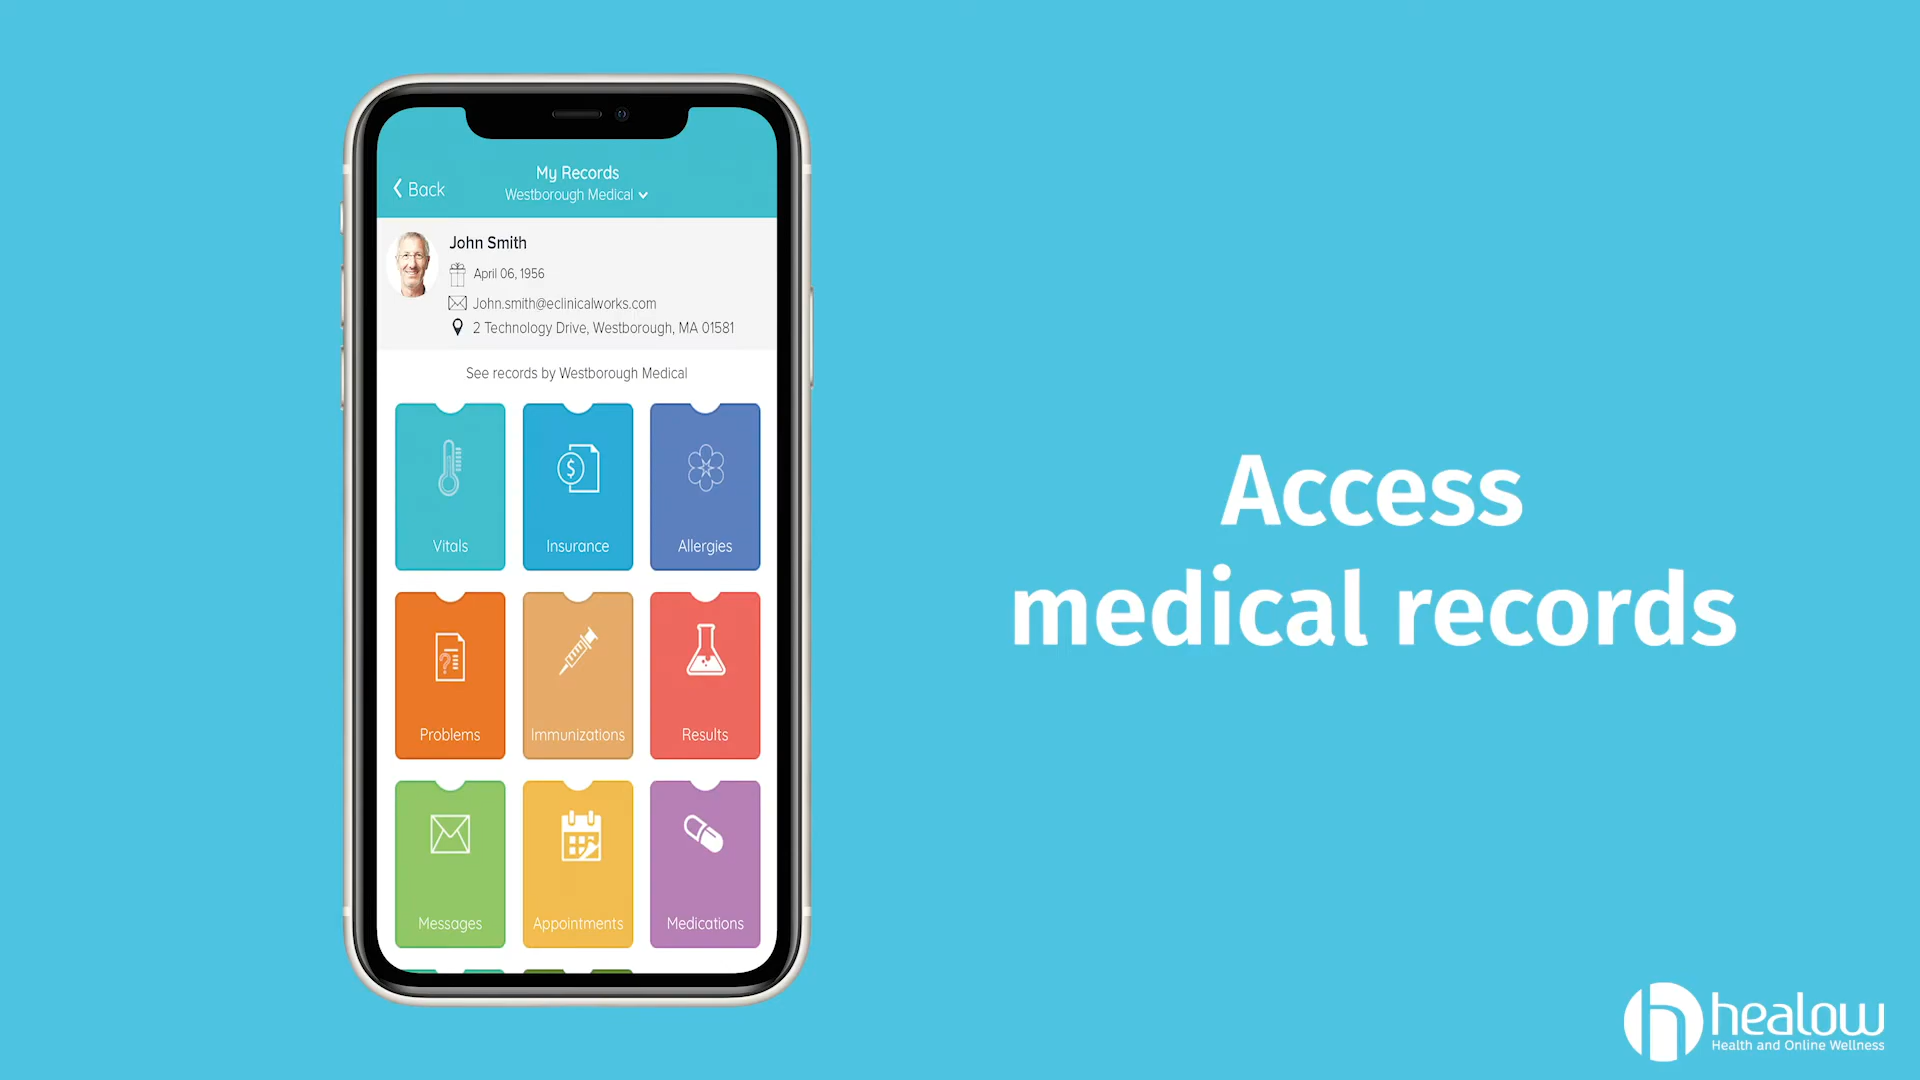 My Records
Back
Westborough Medical
John Smith
April 06, 1956
John.smith@eclinicalworks.com
2 Technology Drive, Westborough, MA 01581
See records by Westborough Medical
Vitals
Insurance
Allergies
Problems
Immunizations
Results
Messages
Appointments
Medications
Access
medical records
healow
Health and Online Wellness